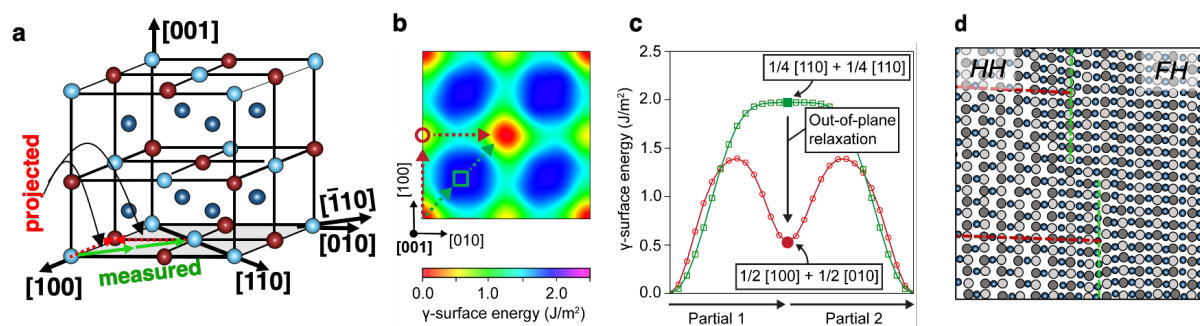 a
[001]
projected
measured
[100]
[1̄10]
[010]
[110]
b
[100]
[001]
[010]
0.0
1.0
2.0
γ-surface energy (J/m²)
c
γ-surface energy (J/m²)
2.5
2.0
1.5
1.0
0.5
0.0
1/4 [110] + 1/4 [110]
Out-of-plane
relaxation
1/2 [100] + 1/2 [010]
Partial 1
Partial 2
d
HH
FH